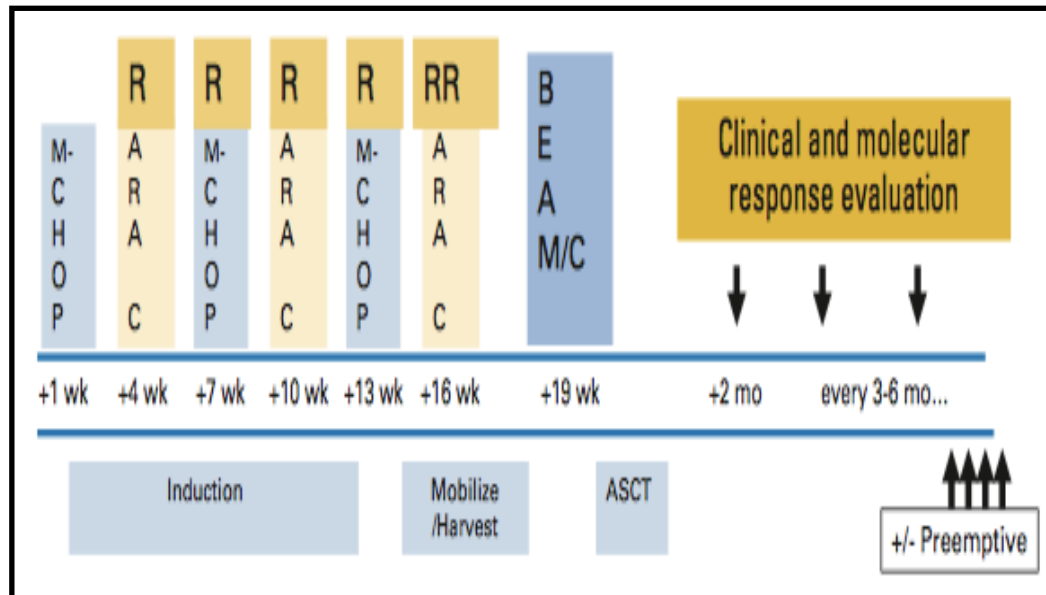 R
R
R
R
RR
M-
C
H
O
P
A
R
A
C
M-
C
H
O
P
A
R
A
C
M-
C
H
O
P
A
R
A
C
B
E
A
M/C
Clinical and molecular
response evaluation
+1 wk
+4 wk
+7 wk
+10 wk
+13 wk
+16 wk
+19 wk
+2 mo
every 3-6 mo...
Induction
Mobilize
/Harvest
ASCT
+/- Preemptive